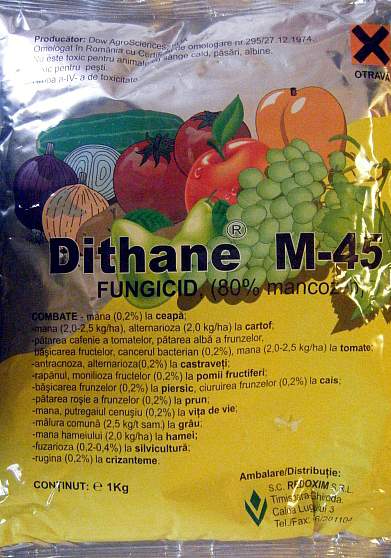 Producător: Dow AgroSciences, de omologare nr.295/27.12.1974.
Omologat în România cu Certif
Nu este toxic pentru animale sânge cald, păsări, albine.
xic pentru pești.
a-IV- a de toxicitate
OTRAVĂ
Dithane® M-45
FUNGICID, (80% mancoz
COMBATE - mana (0,2%) la ceapă;
-mana (2,0-2,5 kg/ha), alternarioza (2,0 kg/ha) la cartof;
-pătarea cafenie a tomatelor, pătarea albă a frunzelor,
bășicarea fructelor, cancerul bacterian (0,2%), mana (2,0-2,5 kg/ha) la tomate;
-antracnoza, alternarioza(0,2%) la castraveți;
-rapănul, monilioza fructelor (0,2%) la pomii fructiferi;
-bășicarea frunzelor (0,2%) la piersic, ciuruirea frunzelor (0,2%) la cais;
-pătarea roșie a frunzelor (0,2%) la prun;
-mana, putregaiul cenușiu (0,2%) la vița de vie;
-mălura comună (2,5 kg/t sam.) la grâu;
-mana hameiului (2,0 kg/ha) la hamei;
-fuzarioza (0,2-0,4%) la silvicultură;
-rugina (0,2%) la crizanteme.
CONȚINUT: ℮ 1Kg
Ambalare/Distribuție:
S.C. REDOXIM S.R.L.
Timișoara-Ghiroda.
Calea Lugoj 3
Tel./Fax: 6/201104